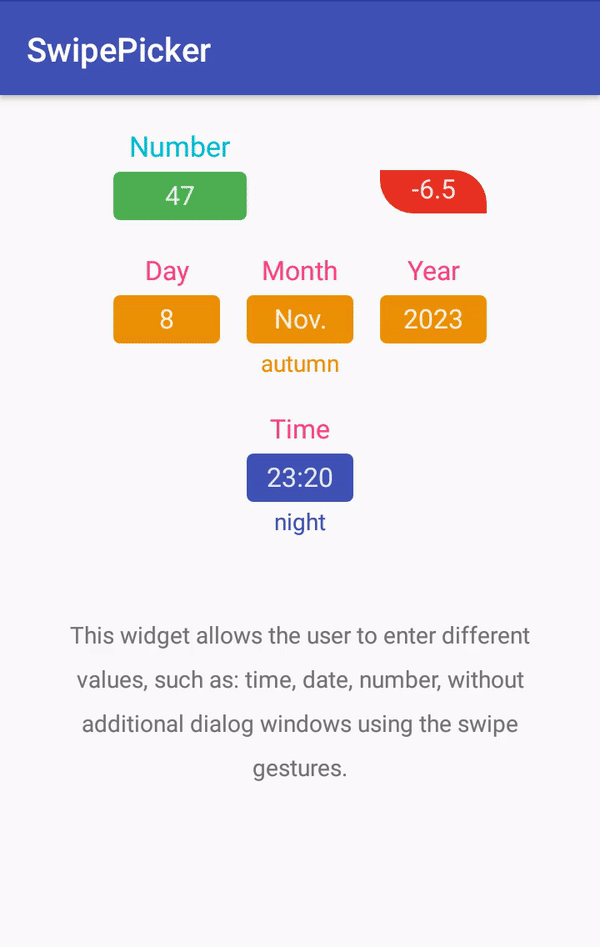 SwipePicker
Number
47
-6.5
Day Month Year
8 Nov. 2023
autumn
Time
23:20
night
This widget allows the user to enter different
values, such as: time, date, number, without
additional dialog windows using the swipe
gestures.